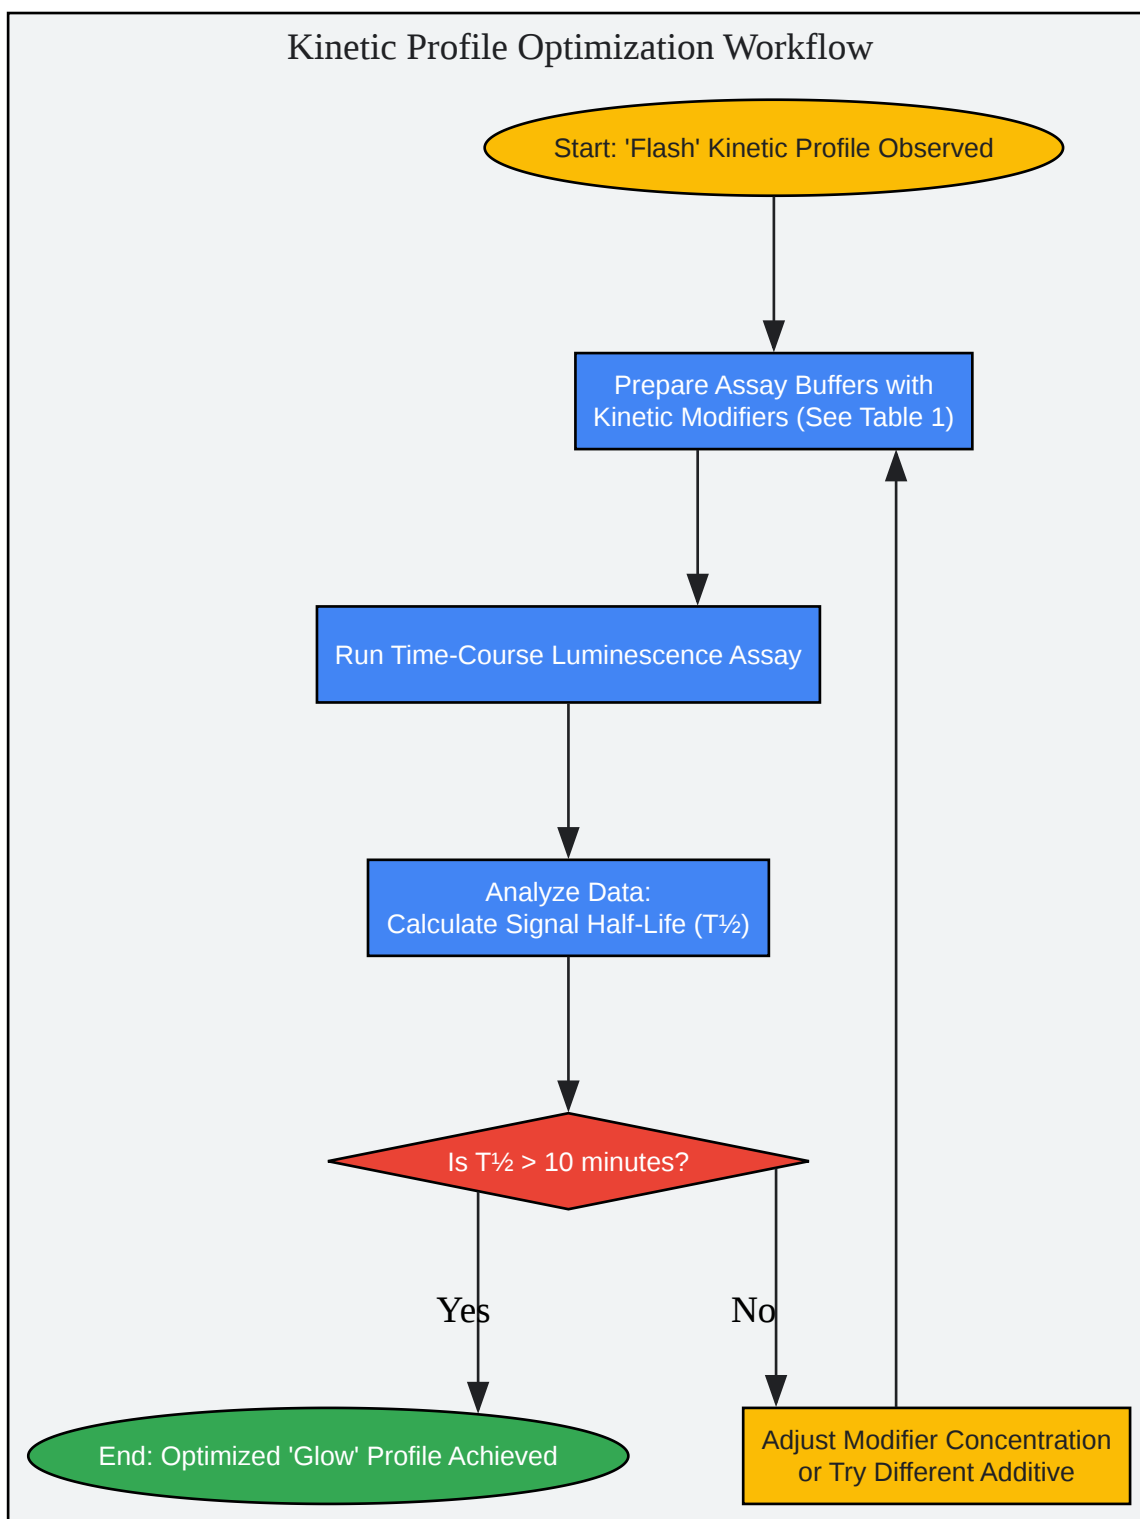 Kinetic Profile Optimization Workflow
Start: 'Flash' Kinetic Profile Observed
Prepare Assay Buffers with
Kinetic Modifiers (See Table 1)
Run Time-Course Luminescence Assay
Analyze Data:
Calculate Signal Half-Life (T½)
Is T½ > 10 minutes?
Yes
No
End: Optimized 'Glow' Profile Achieved
Adjust Modifier Concentration
or Try Different Additive